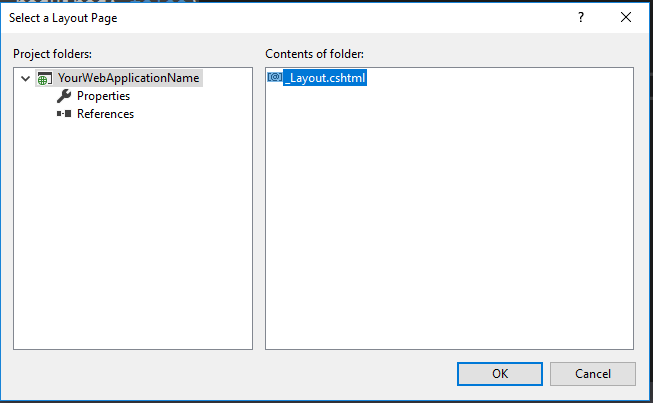 Select a Layout Page
?
Project folders:
Contents of folder:
YourWebApplicationName
Properties
References
_Layout.cshtml
OK
Cancel